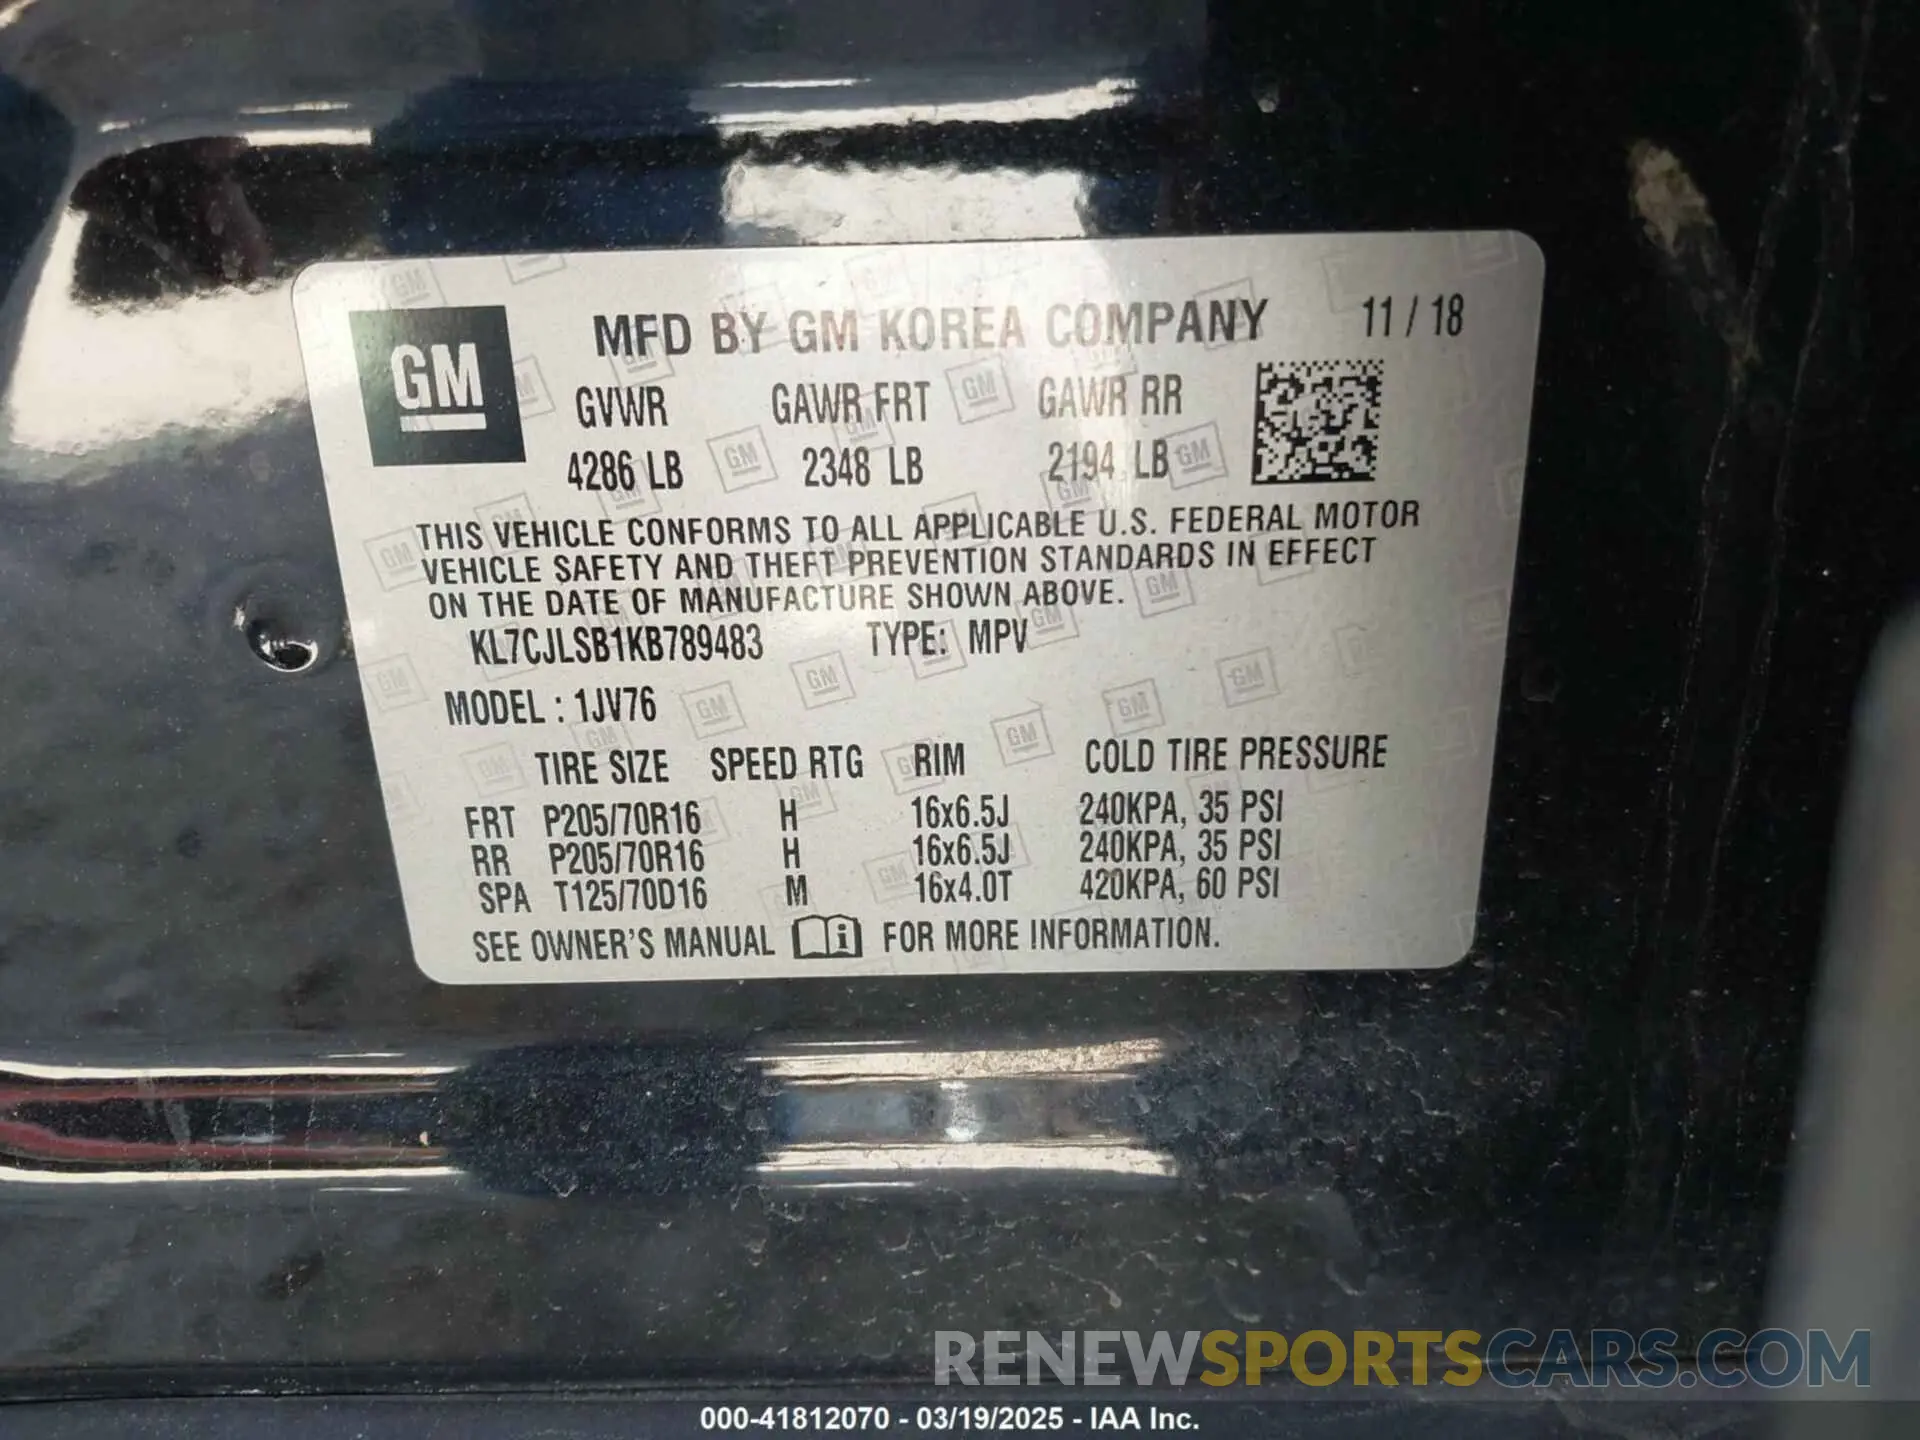 GM
MFD BY GM KOREA COMPANY 11 / 18
GVWR GAWR FRT GAWR RR
4286 LB 2348 LB 2194 LB
THIS VEHICLE CONFORMS TO ALL APPLICABLE U.S. FEDERAL MOTOR
VEHICLE SAFETY AND THEFT PREVENTION STANDARDS IN EFFECT
ON THE DATE OF MANUFACTURE SHOWN ABOVE.
KL7CJLSB1KB789483 TYPE: MPV
MODEL : 1JV76
TIRE SIZE SPEED RTG RIM COLD TIRE PRESSURE
FRT P205/70R16 H 16x6.5J 240KPA, 35 PSI
RR P205/70R16 H 16x6.5J 240KPA, 35 PSI
SPA T125/70D16 M 16x4.0T 420KPA, 60 PSI
SEE OWNER'S MANUAL i FOR MORE INFORMATION.
RENEWSPORTSCARS.COM
000-41812070 - 03/19/2025 - IAA Inc.